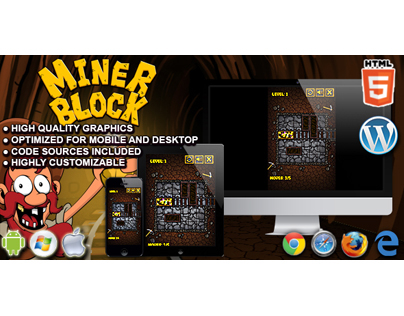 MINER
BLOCK
• HIGH QUALITY GRAPHICS
• OPTIMIZED FOR MOBILE AND DESKTOP
• CODE SOURCES INCLUDED
• HIGHLY CUSTOMIZABLE
HTML
5
LEVEL:1
LEVEL:1
MOVES 3/5